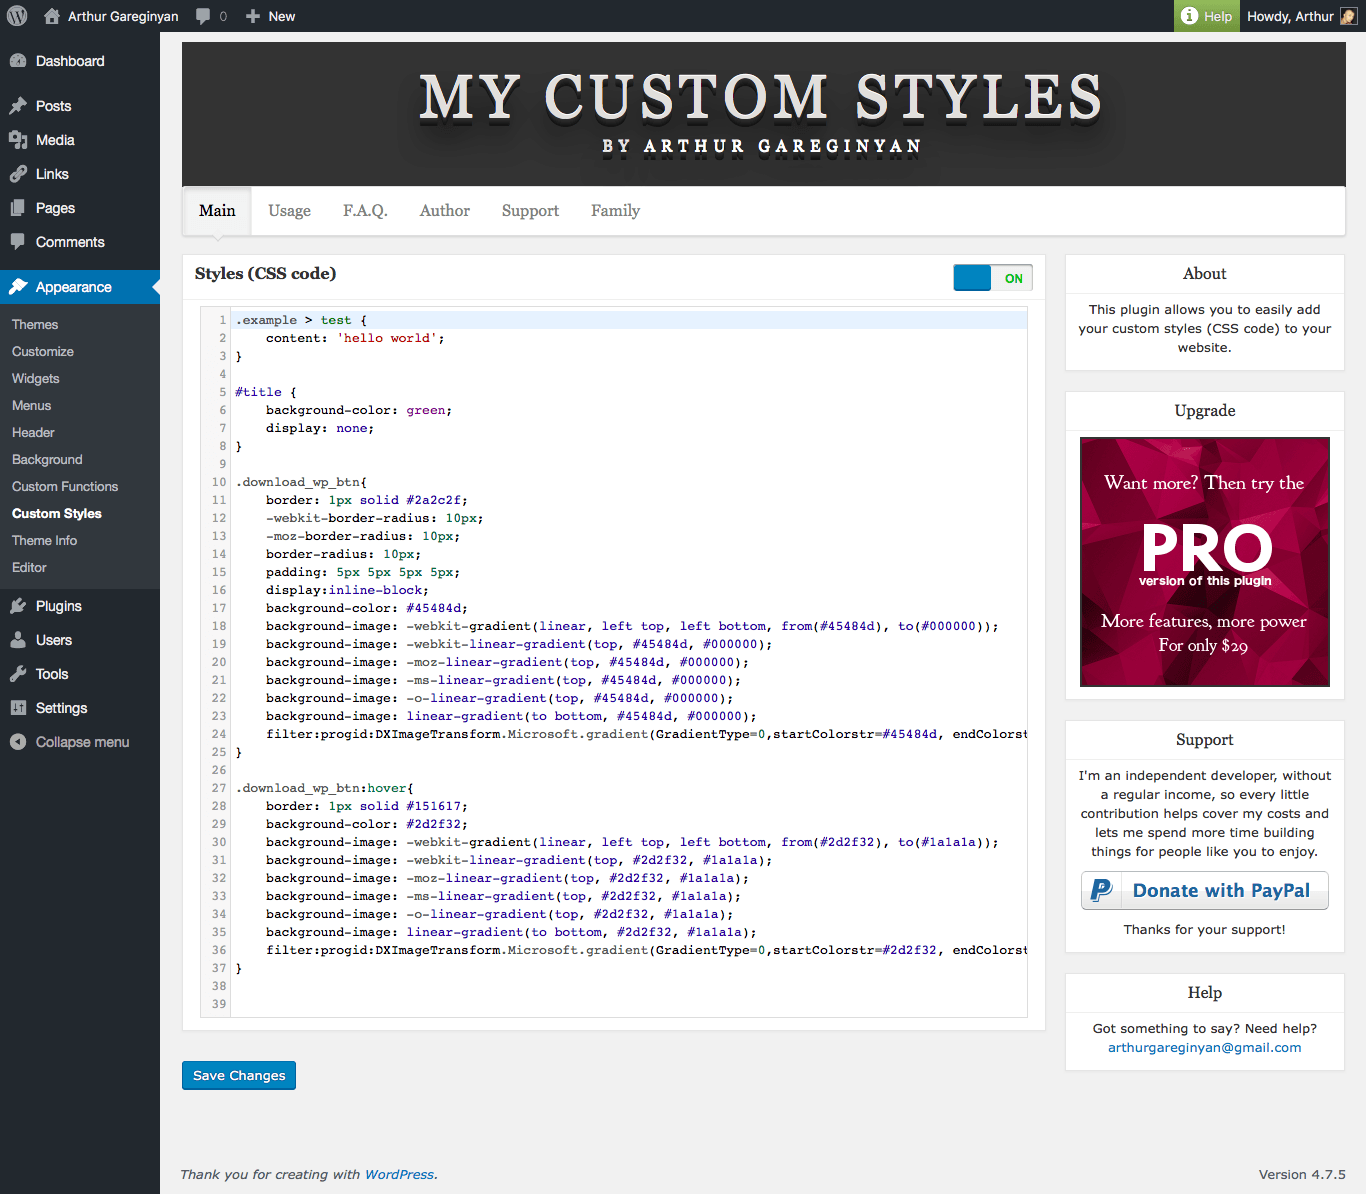 Arthur Gareginyan 0 New Help Howdy, Arthur
Dashboard
Posts
Media
Links
Pages
Comments
Appearance
Themes
Customize
Widgets
Menus
Header
Background
Custom Functions
Custom Styles
Theme Info
Editor
Plugins
Users
Tools
Settings
Collapse menu
MY CUSTOM STYLES
BY ARTHUR GAREGINYAN
Main Usage F.A.Q. Author Support Family
Styles (CSS code) ON
1 .example > test {
2 content: 'hello world';
3 }
4
5 #title {
6 background-color: green;
7 display: none;
8 }
9
10 .download_wp_btn{
11 border: 1px solid #2a2c2f;
12 -webkit-border-radius: 10px;
13 -moz-border-radius: 10px;
14 border-radius: 10px;
15 padding: 5px 5px 5px 5px;
16 display:inline-block;
17 background-color: #45484d;
18 background-image: -webkit-gradient(linear, left top, left bottom, from(#45484d), to(#000000));
19 background-image: -webkit-linear-gradient(top, #45484d, #000000);
20 background-image: -moz-linear-gradient(top, #45484d, #000000);
21 background-image: -ms-linear-gradient(top, #45484d, #000000);
22 background-image: -o-linear-gradient(top, #45484d, #000000);
23 background-image: linear-gradient(to bottom, #45484d, #000000);
24 filter:progid:DXImageTransform.Microsoft.gradient(GradientType=0,startColorstr=#45484d, endColorst
25 }
26
27 .download_wp_btn:hover{
28 border: 1px solid #151617;
29 background-color: #2d2f32;
30 background-image: -webkit-gradient(linear, left top, left bottom, from(#2d2f32), to(#1a1a1a));
31 background-image: -webkit-linear-gradient(top, #2d2f32, #1a1a1a);
32 background-image: -moz-linear-gradient(top, #2d2f32, #1a1a1a);
33 background-image: -ms-linear-gradient(top, #2d2f32, #1a1a1a);
34 background-image: -o-linear-gradient(top, #2d2f32, #1a1a1a);
35 background-image: linear-gradient(to bottom, #2d2f32, #1a1a1a);
36 filter:progid:DXImageTransform.Microsoft.gradient(GradientType=0,startColorstr=#2d2f32, endColorst
37 }
38
39
Save Changes
About
This plugin allows you to easily add
your custom styles (CSS code) to your
website.
Upgrade
Want more? Then try the
PRO
version of this plugin
More features, more power
For only $29
Support
I'm an independent developer, without
a regular income, so every little
contribution helps cover my costs and
lets me spend more time building
things for people like you to enjoy.
Donate with PayPal
Thanks for your support!
Help
Got something to say? Need help?
arthurgareginyan@gmail.com
Thank you for creating with WordPress. Version 4.7.5